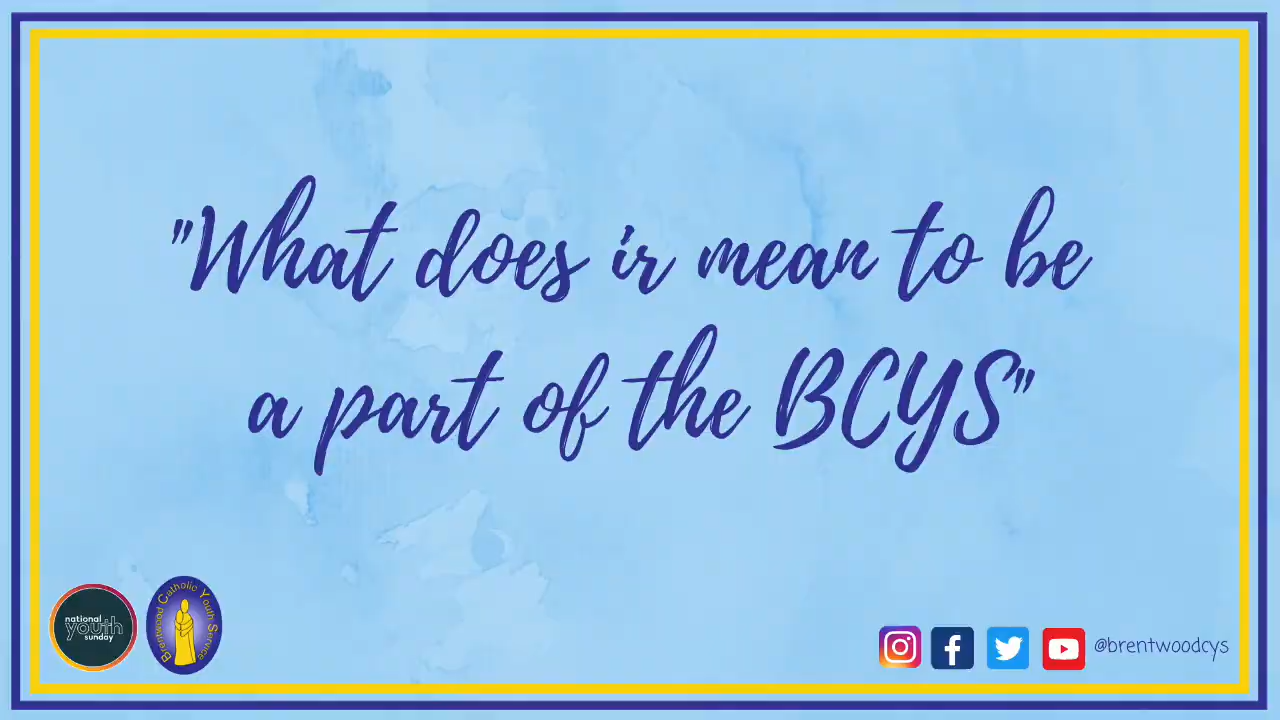 "What does ir mean to be
a part of the BCYS"
national
youth
sunday
Brentwood Catholic Youth Service
@brentwoodcys